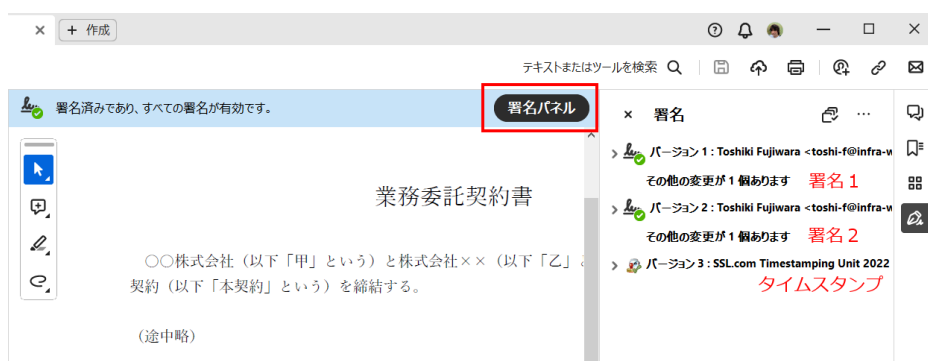 × + 作成
テキストまたはツールを検索
署名済みであり、すべての署名が有効です。
署名パネル
× 署名 …
バージョン 1 : Toshiki Fujiwara <toshi-f@infra-w
その他の変更が 1 個あります 署名１
バージョン 2 : Toshiki Fujiwara <toshi-f@infra-w
その他の変更が 1 個あります 署名２
バージョン 3 : SSL.com Timestamping Unit 2022
タイムスタンプ
業務委託契約書
〇〇株式会社（以下「甲」という）と株式会社××（以下「乙」
契約（以下「本契約」という）を締結する。
（途中略）